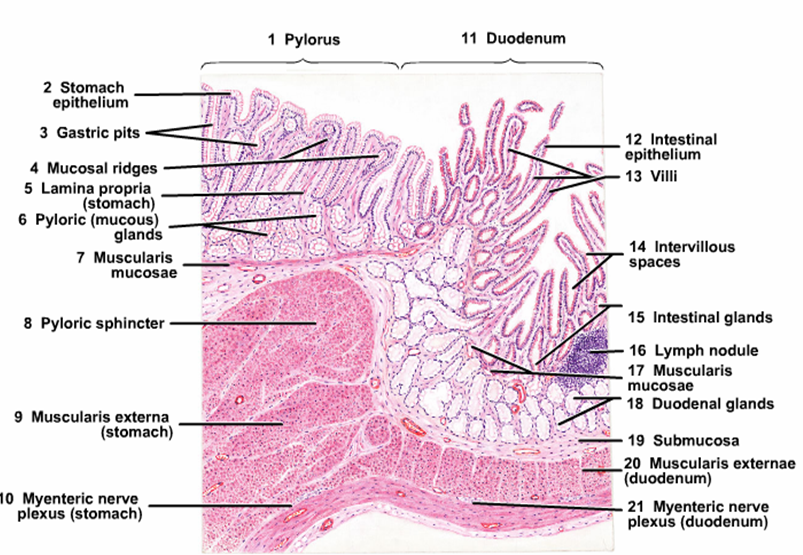 1 Pylorus
11 Duodenum
2 Stomach
epithelium
3 Gastric pits
4 Mucosal ridges
5 Lamina propria
(stomach)
6 Pyloric (mucous)
glands
7 Muscularis
mucosae
8 Pyloric sphincter
9 Muscularis externa
(stomach)
10 Myenteric nerve
plexus (stomach)
12 Intestinal
epithelium
13 Villi
14 Intervillous
spaces
15 Intestinal glands
16 Lymph nodule
17 Muscularis
mucosae
18 Duodenal glands
19 Submucosa
20 Muscularis externae
(duodenum)
21 Myenteric nerve
plexus (duodenum)